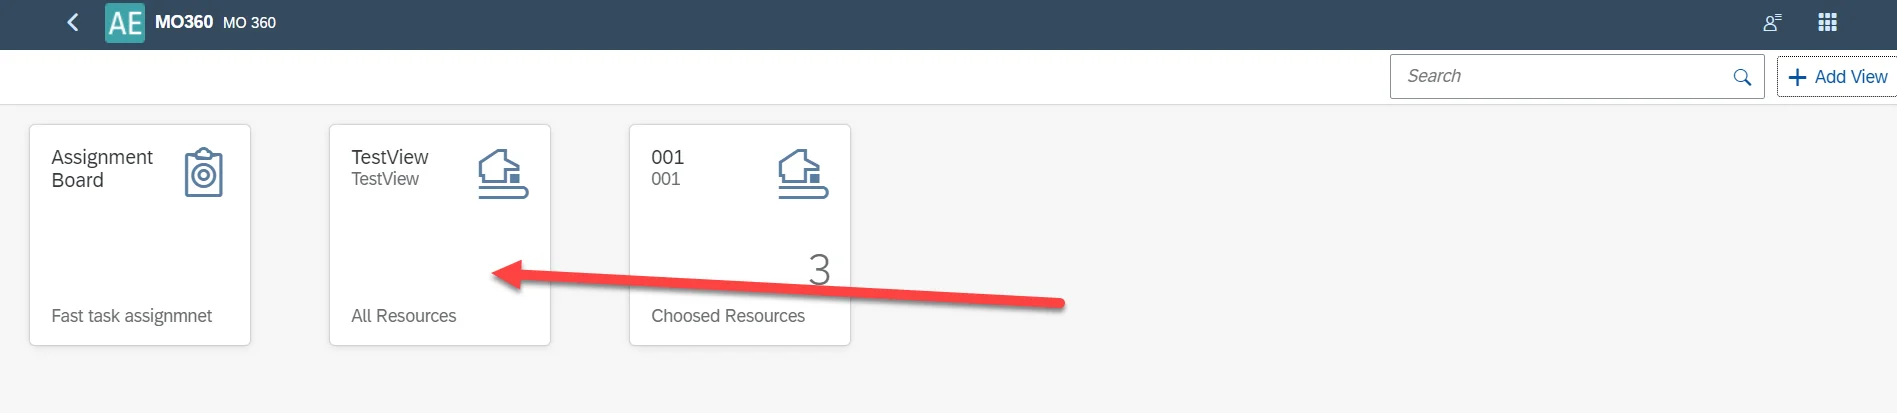 AE MO360 MO 360
Search
Add View
Assignment
Board
Fast task assignmnet
TestView
TestView
All Resources
001
001
3
Choosed Resources